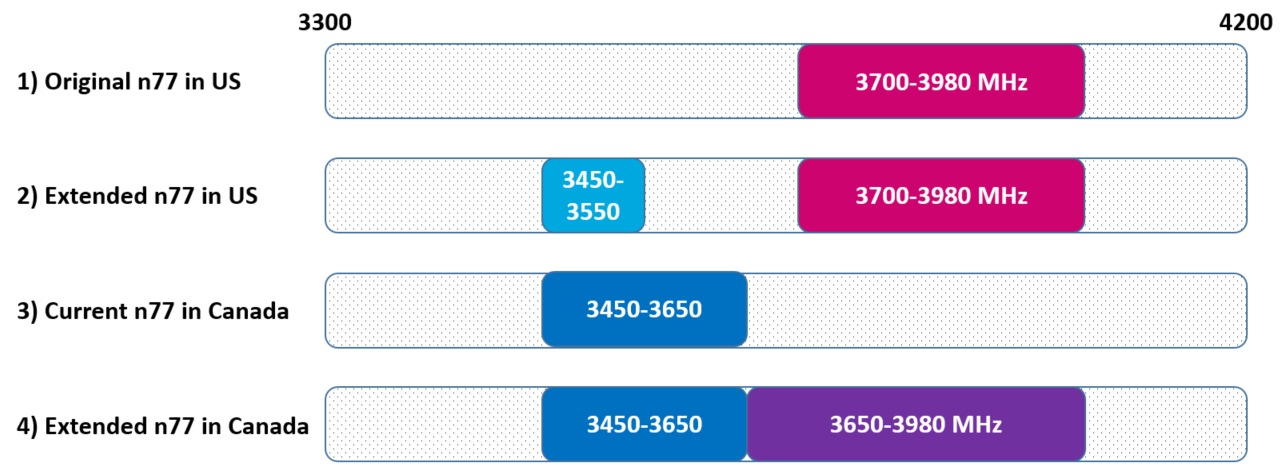 3300 4200
1) Original n77 in US 3700-3980 MHz
2) Extended n77 in US 3450-
3550 3700-3980 MHz
3) Current n77 in Canada 3450-3650
4) Extended n77 in Canada 3450-3650 3650-3980 MHz